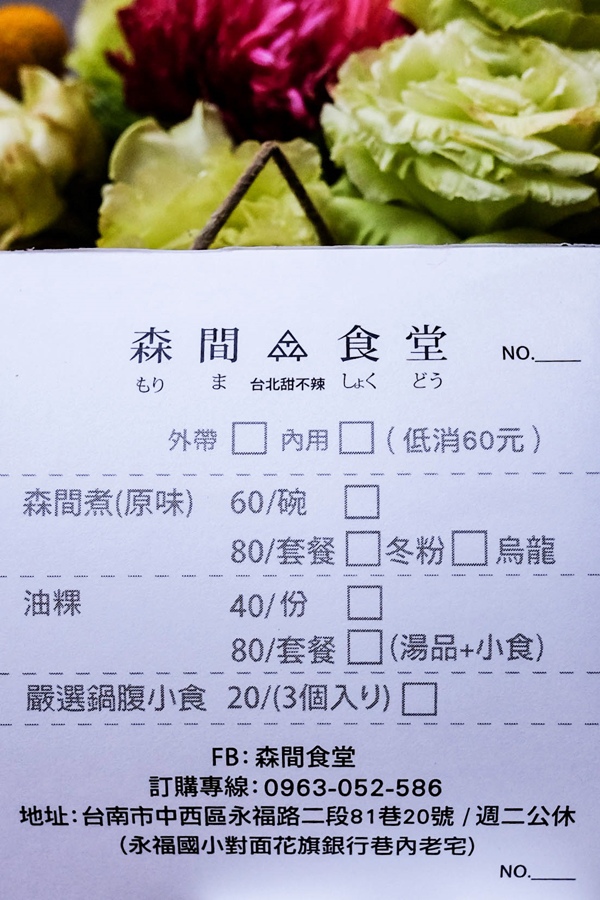 森間食堂 NO.____
もり ま 台北甜不辣 しょく どう
外帶 □ 內用 □ (低消60元)
森間煮(原味) 60/碗 □
80/套餐 □ 冬粉 □ 烏龍
油粿 40/份 □
80/套餐 □ (湯品+小食)
嚴選鍋腹小食 20/(3個入り) □
FB: 森間食堂
訂購專線: 0963-052-586
地址: 台南市中西區永福路二段81巷20號 / 週二公休
(永福國小對面花旗銀行巷內老宅)
NO.____